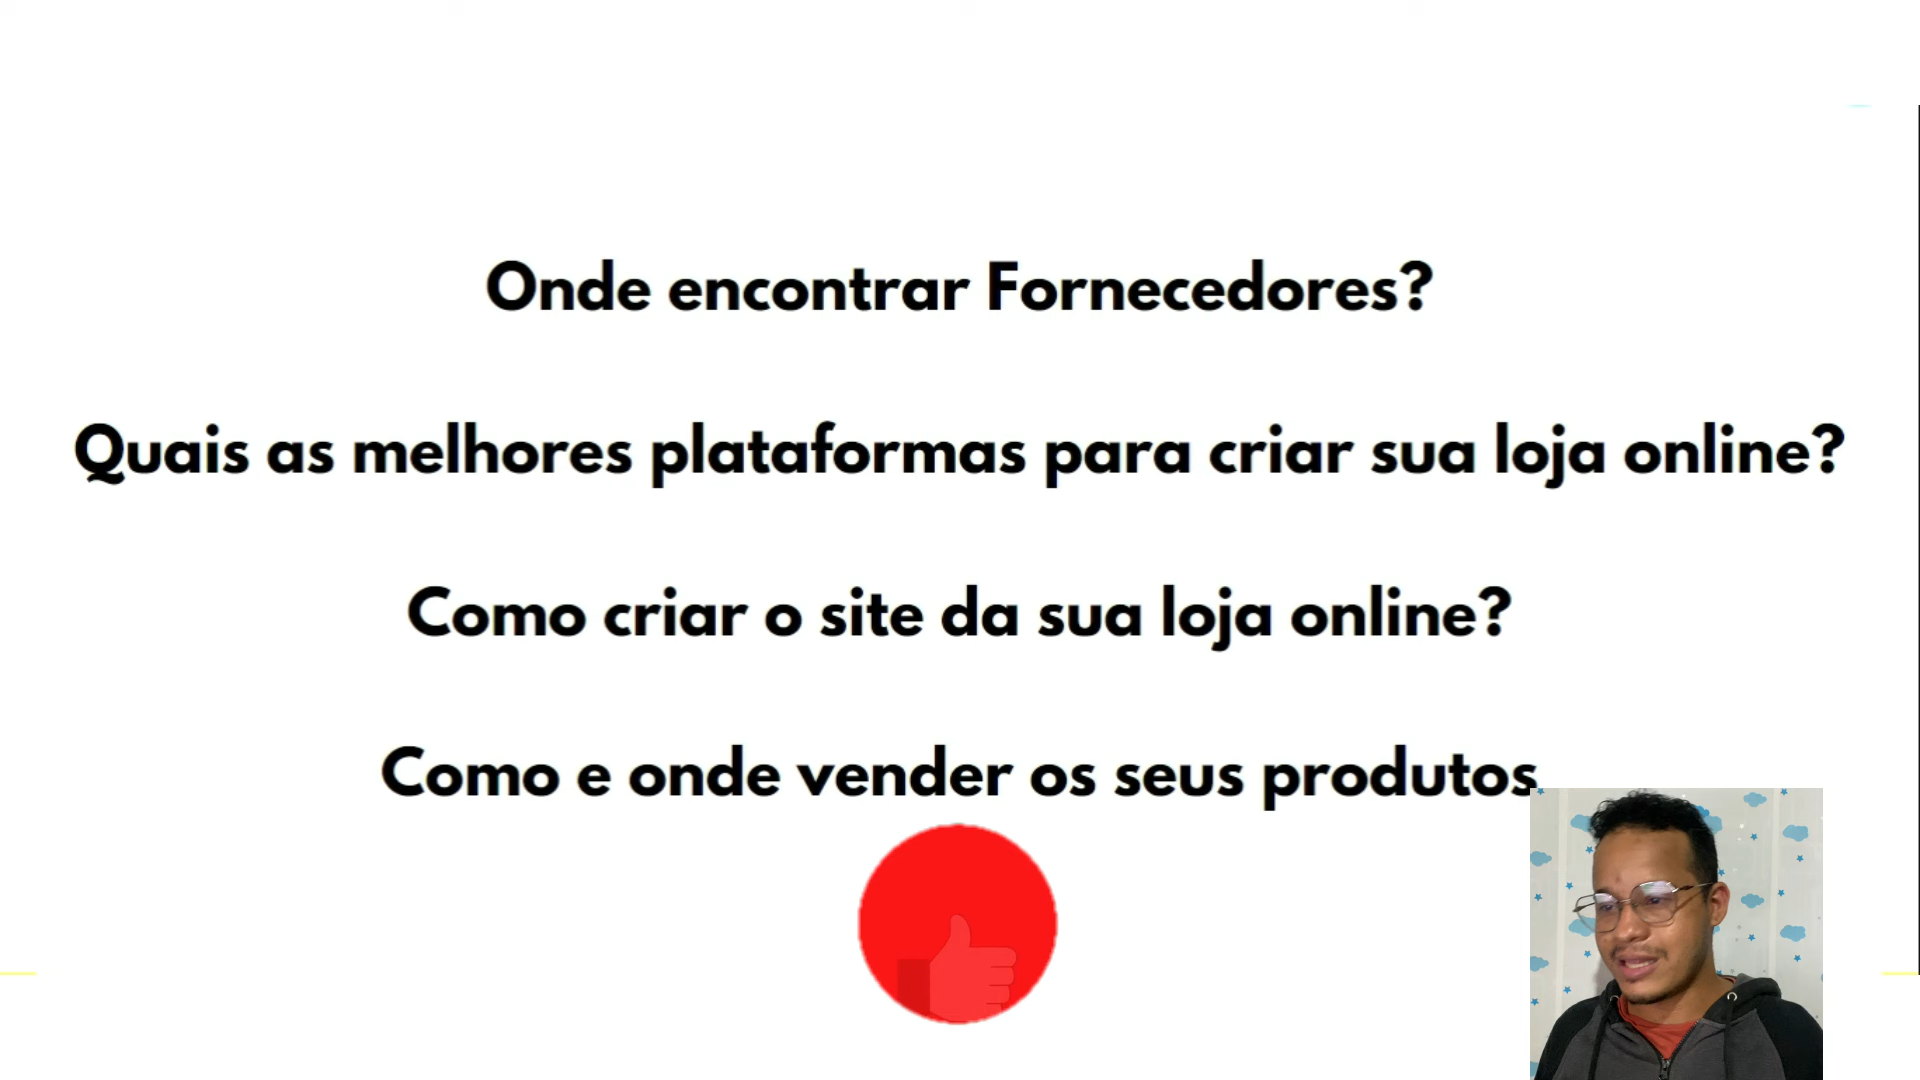 Onde encontrar Fornecedores?
Quais as melhores plataformas para criar sua loja online?
Como criar o site da sua loja online?
Como e onde vender os seus produtos